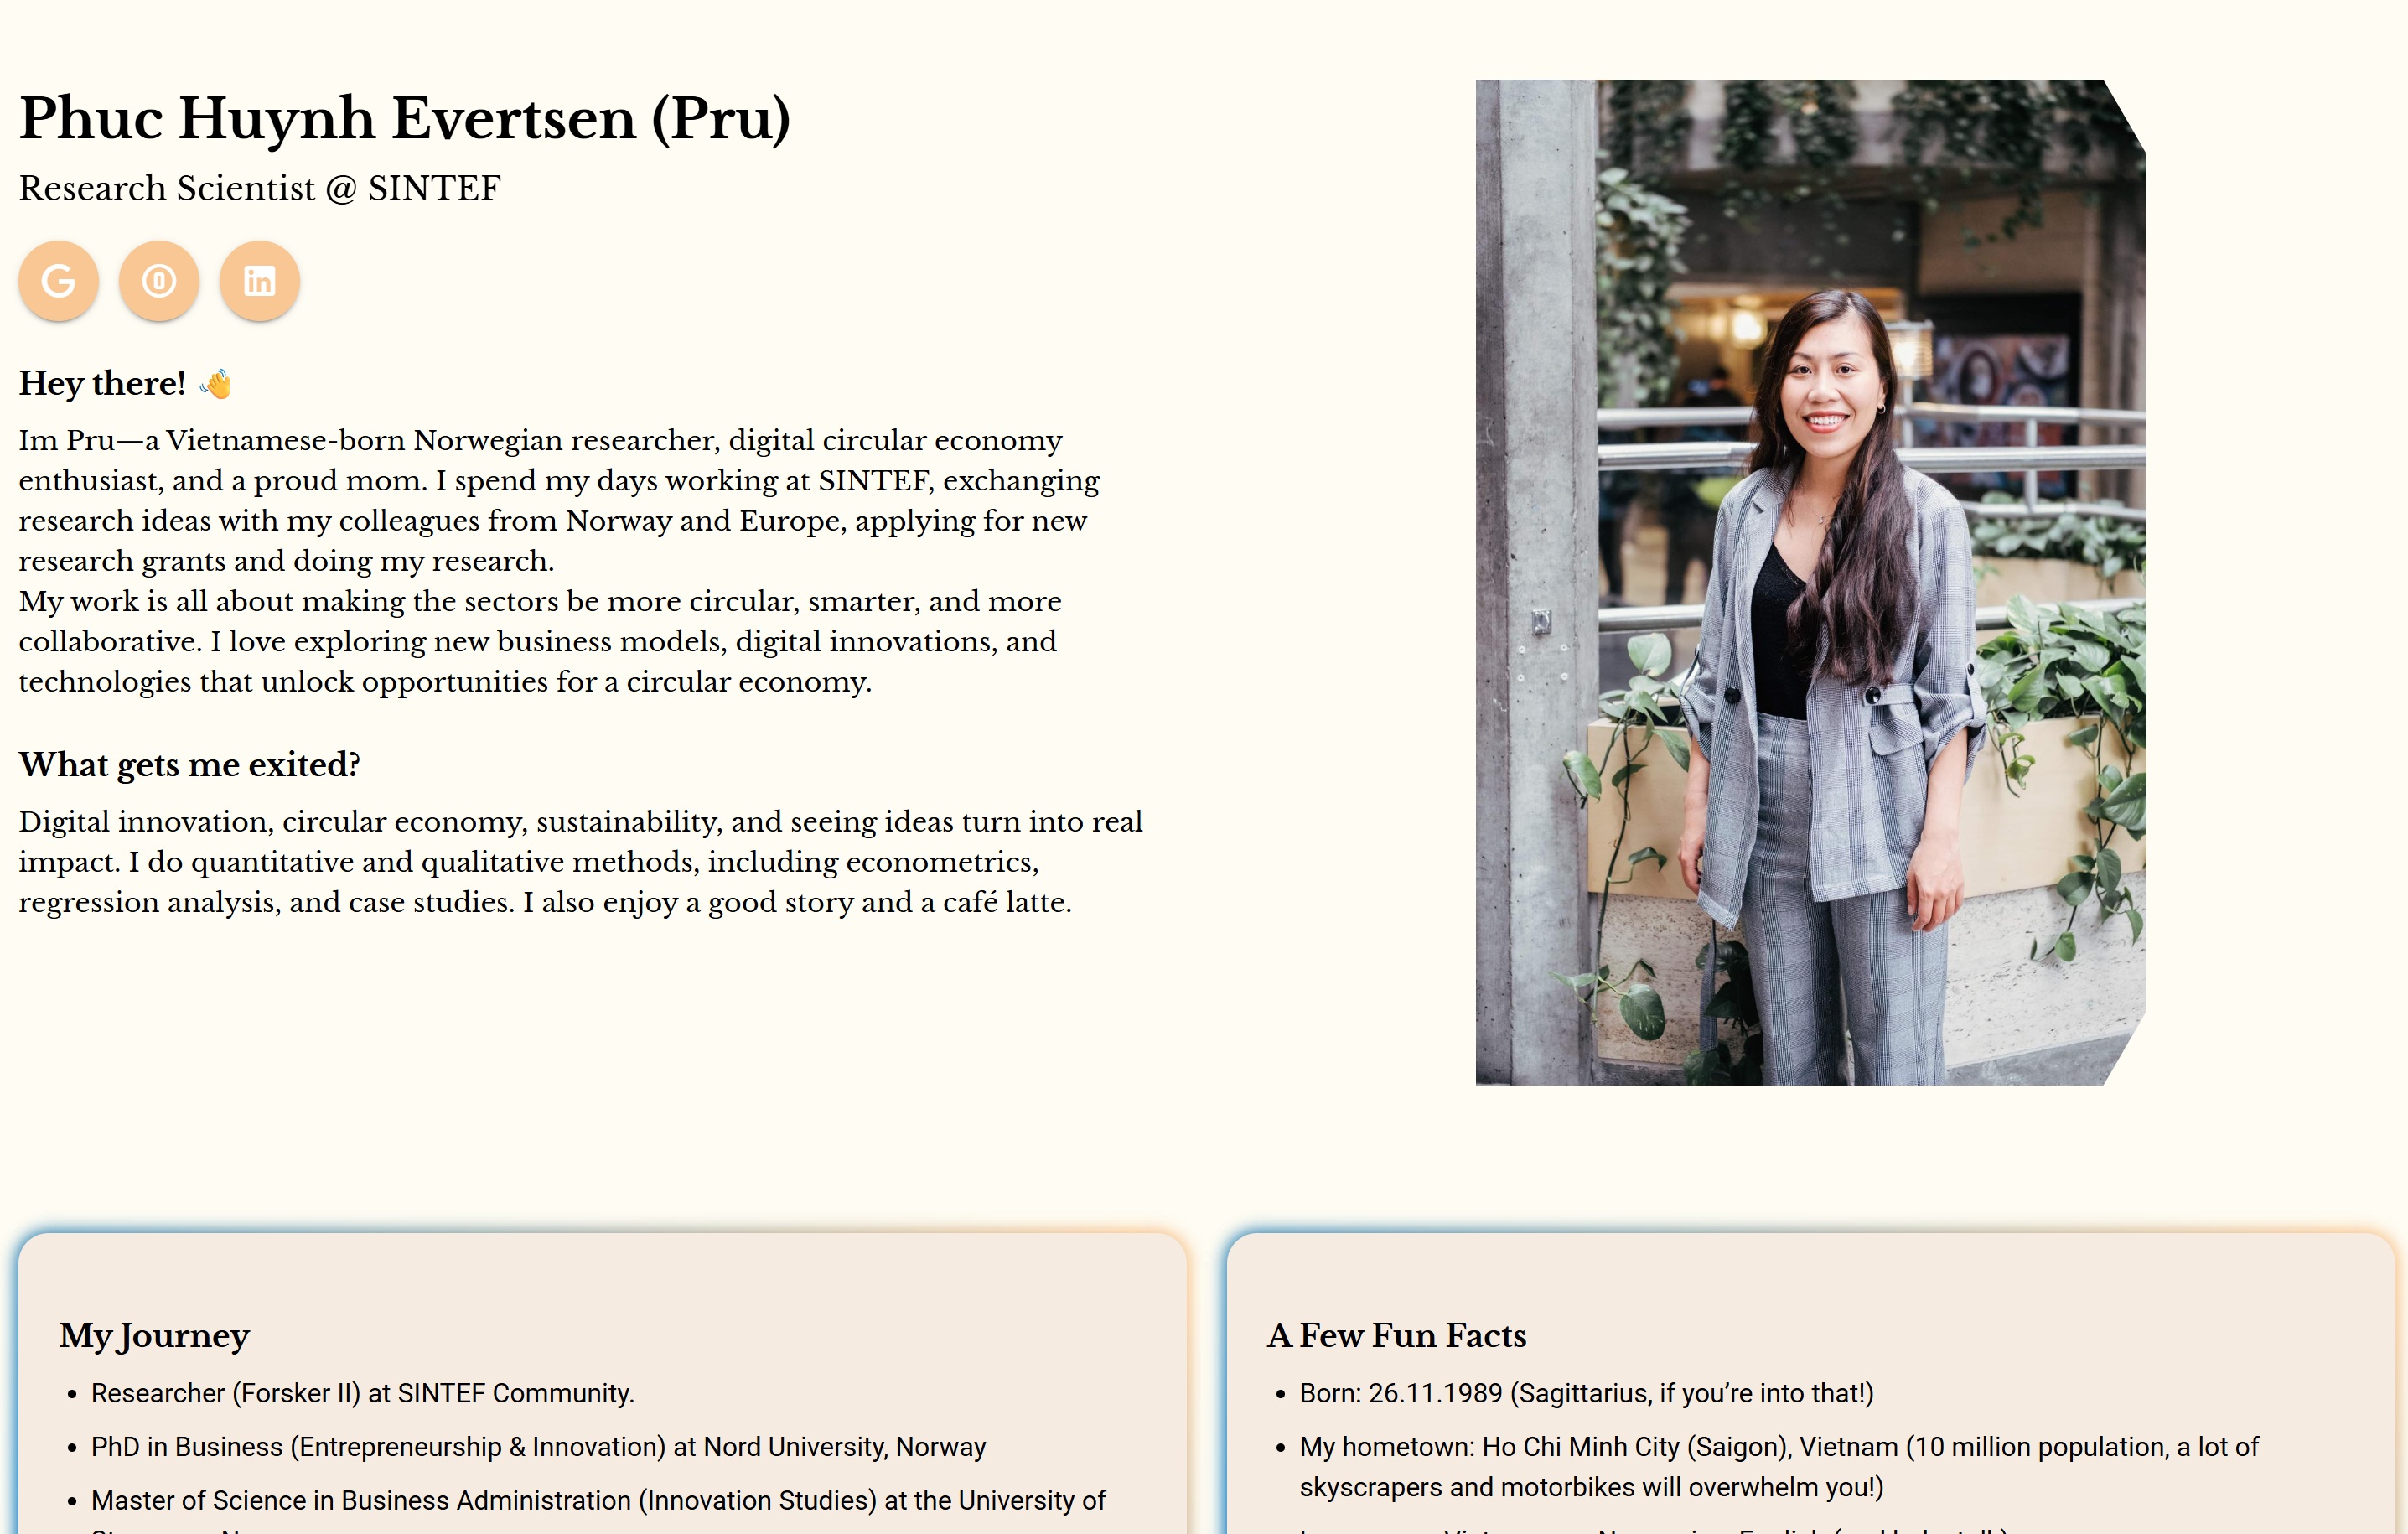 Phuc Huynh Evertsen (Pru)
Research Scientist @ SINTEF
Hey there! 👋
Im Pru—a Vietnamese-born Norwegian researcher, digital circular economy
enthusiast, and a proud mom. I spend my days working at SINTEF, exchanging
research ideas with my colleagues from Norway and Europe, applying for new
research grants and doing my research.
My work is all about making the sectors be more circular, smarter, and more
collaborative. I love exploring new business models, digital innovations, and
technologies that unlock opportunities for a circular economy.
What gets me exited?
Digital innovation, circular economy, sustainability, and seeing ideas turn into real
impact. I do quantitative and qualitative methods, including econometrics,
regression analysis, and case studies. I also enjoy a good story and a café latte.
My Journey
Researcher (Forsker II) at SINTEF Community.
PhD in Business (Entrepreneurship & Innovation) at Nord University, Norway
Master of Science in Business Administration (Innovation Studies) at the University of
A Few Fun Facts
Born: 26.11.1989 (Sagittarius, if you’re into that!)
My hometown: Ho Chi Minh City (Saigon), Vietnam (10 million population, a lot of
skyscrapers and motorbikes will overwhelm you!)